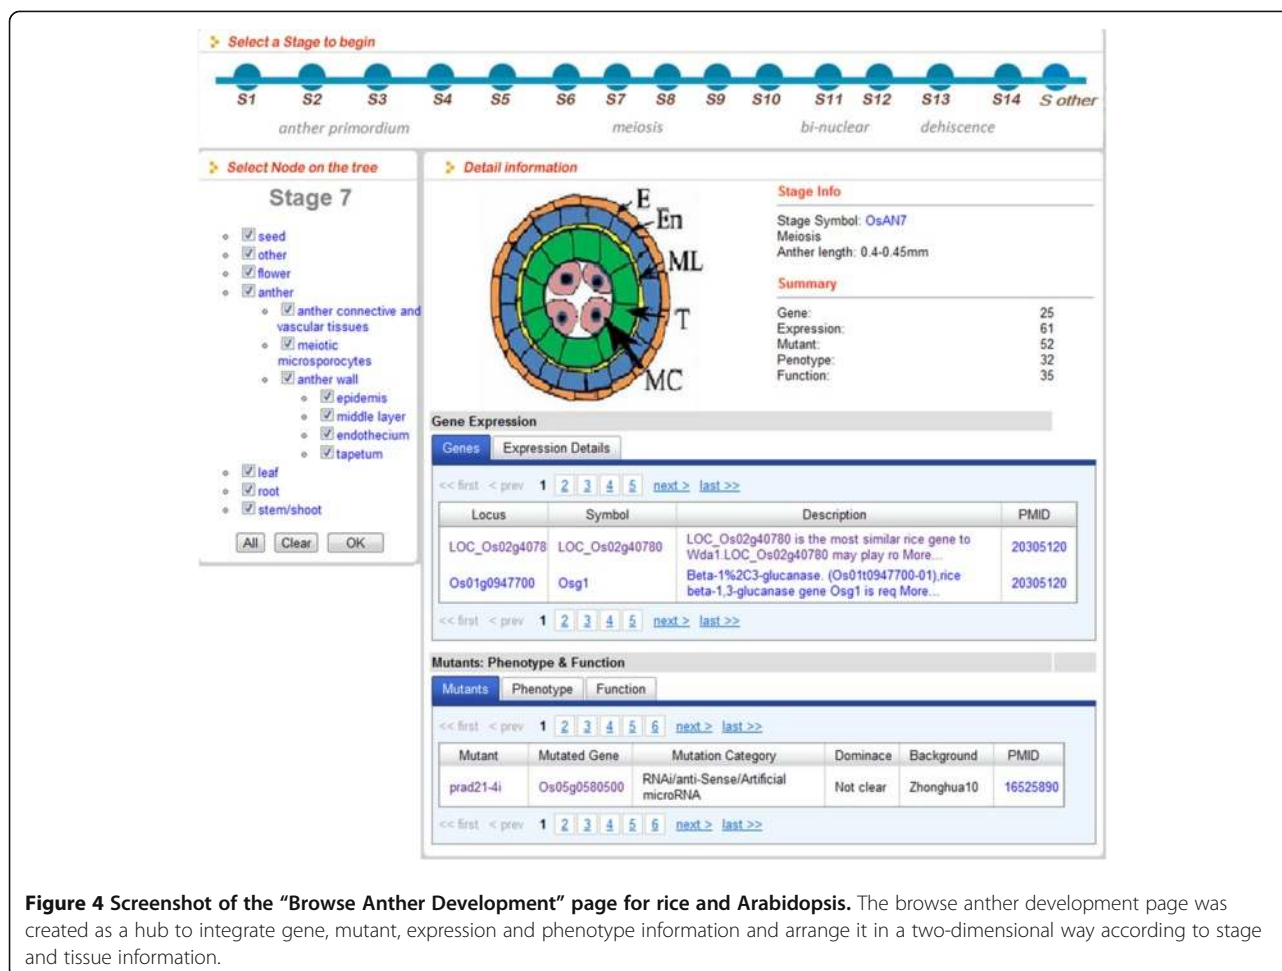 Select a Stage to begin
S1 S2 S3 S4 S5 S6 S7 S8 S9 S10 S11 S12 S13 S14 S other
anther primordium meiosis bi-nuclear dehiscence
Select Node on the tree
Stage 7
seed
other
flower
anther
anther connective and
vascular tissues
meiotic
microsporocytes
anther wall
epidemis
middle layer
endothecium
tapetum
leaf
root
stem/shoot
All Clear OK
Detail information
E
En
ML
T
MC
Stage Info
Stage Symbol: OsAN7
Meiosis
Anther length: 0.4-0.45mm
Summary
Gene: 25
Expression: 61
Mutant: 52
Penotype: 32
Function: 35
Gene Expression
Genes Expression Details
<< first < prev 1 2 3 4 5 next > last >>
Locus Symbol Description PMID
LOC_Os02g4078 LOC_Os02g40780 LOC_Os02g40780 is the most similar rice gene to
Wda1.LOC_Os02g40780 may play ro More... 20305120
Os01g0947700 Osg1 Beta-1%2C3-glucanase. (Os01t0947700-01),rice
beta-1,3-glucanase gene Osg1 is req More... 20305120
<< first < prev 1 2 3 4 5 next > last >>
Mutants: Phenotype & Function
Mutants Phenotype Function
<< first < prev 1 2 3 4 5 6 next > last >>
Mutant Mutated Gene Mutation Category Dominace Background PMID
prad21-4i Os05g0580500 RNAi/anti-Sense/Artificial
microRNA Not clear Zhonghua10 16525890
<< first < prev 1 2 3 4 5 6 next > last >>
Figure 4 Screenshot of the “Browse Anther Development” page for rice and Arabidopsis. The browse anther development page was
created as a hub to integrate gene, mutant, expression and phenotype information and arrange it in a two-dimensional way according to stage
and tissue information.